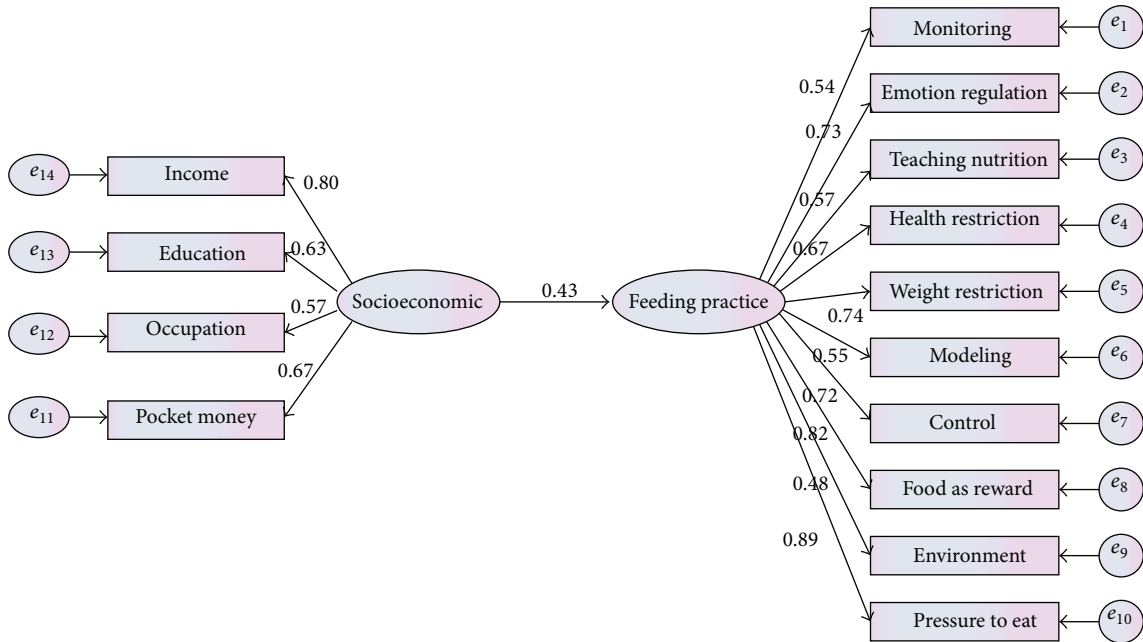 Monitoring
e1
0.54
Emotion regulation
e2
0.73
Teaching nutrition
e3
e14
Income
0.80
0.57
Health restriction
e4
e13
Education
0.63
0.67
Socioeconomic
0.43
Feeding practice
Weight restriction
e5
e12
Occupation
0.57
0.74
Modeling
e6
0.55
e11
Pocket money
0.67
0.72
Control
e7
0.82
0.48
Food as reward
e8
0.89
Environment
e9
Pressure to eat
e10